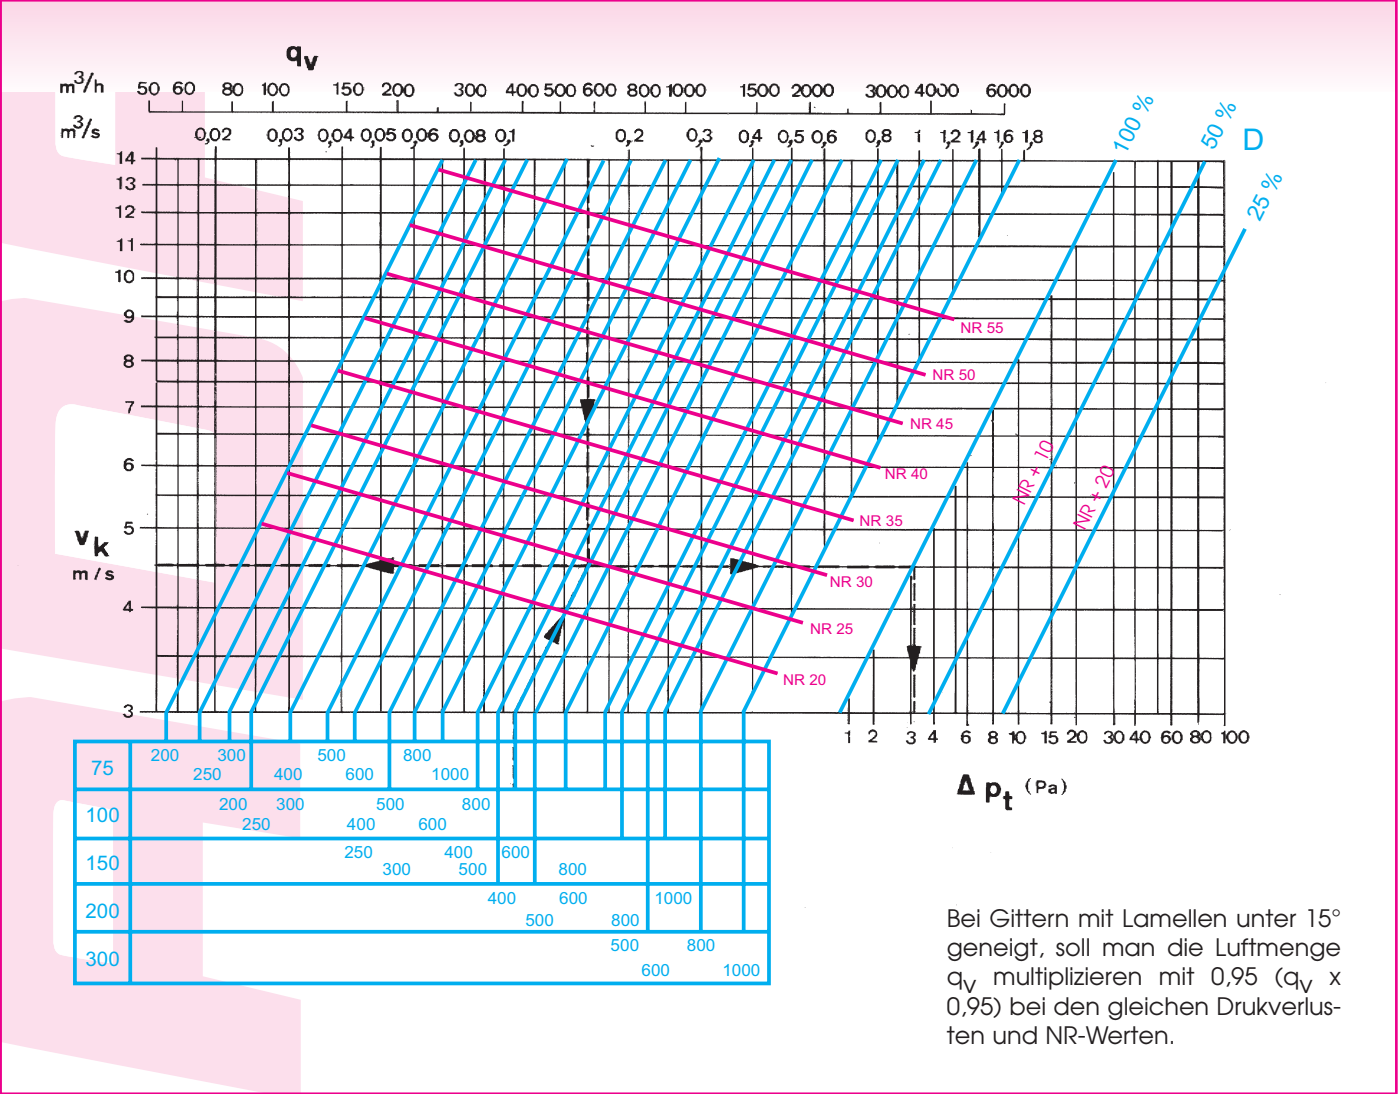 q_v
m³/h 50 60 80 100 150 200 300 400 500 600 800 1000 1500 2000 3000 4000 6000
m³/s 0,02 0,03 0,04 0,05 0,06 0,08 0,1 0,2 0,3 0,4 0,5 0,6 0,8 1 1,2 1,4 1,6 1,8
100 %
50 %
D
25 %
14
13
12
11
10
9
8
7
6
5
v_k
m/s
4
3
NR 55
NR 50
NR 45
NR 40
NR 35
NR 30
NR 25
NR 20
NR + 10
NR + 20
1 2 3 4 6 8 10 15 20 30 40 60 80 100
Δ p_t (Pa)
75
200 300 500 800
250 400 600 1000
100
200 300 500 800
250 400 600
150
250 400 600
300 500 800
200
400 600 1000
500 800
300
500 800
600 1000
Bei Gittern mit Lamellen unter 15°
geneigt, soll man die Luftmenge
q_v multiplizieren mit 0,95 (q_v x
0,95) bei den gleichen Drukverlus-
ten und NR-Werten.